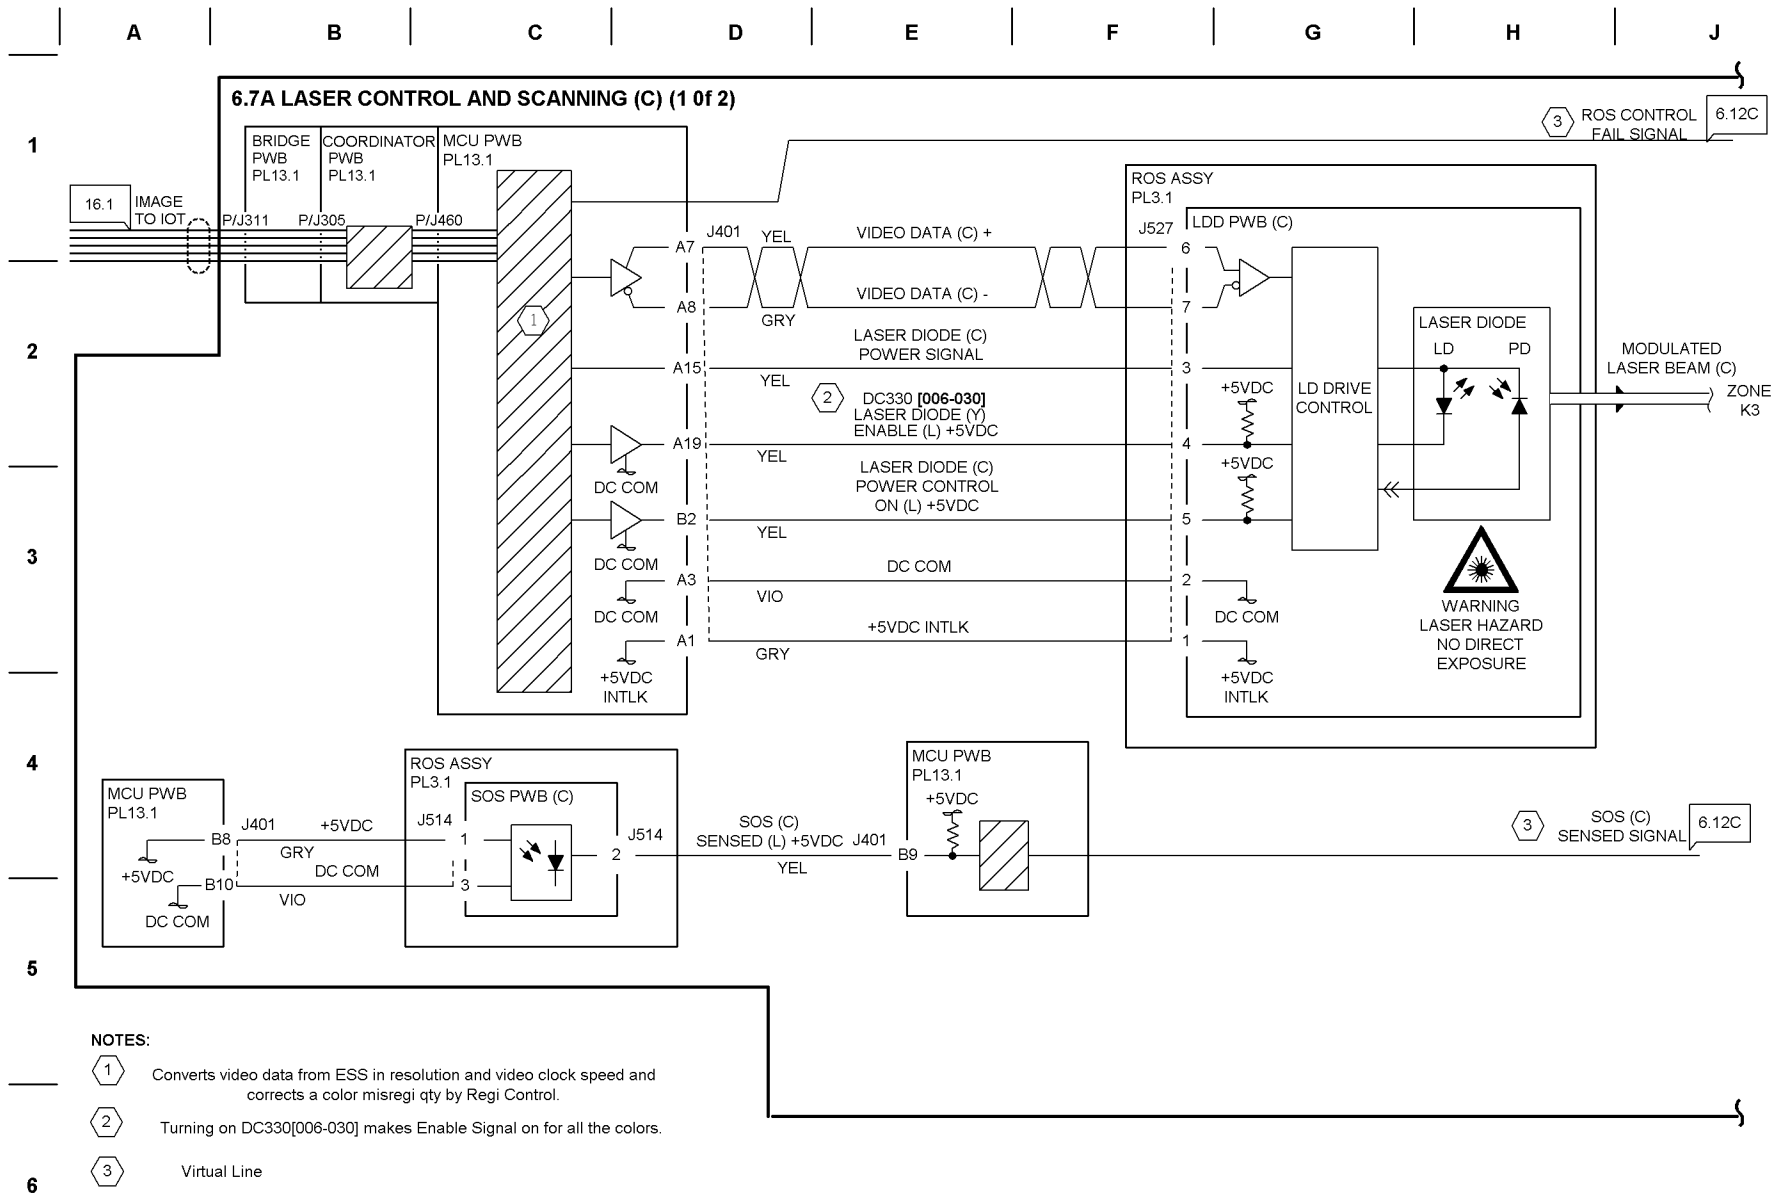 A B C D E F G H J
1
2
3
4
5
6
6.7A LASER CONTROL AND SCANNING (C) (1 0f 2)
BRIDGE
PWB
PL13.1
COORDINATOR
PWB
PL13.1
MCU PWB
PL13.1
3
ROS CONTROL
FAIL SIGNAL
6.12C
16.1
IMAGE
TO IOT
P/J311
P/J305
P/J460
1
A7
J401
YEL
VIDEO DATA (C) +
A8
GRY
VIDEO DATA (C) -
LASER DIODE (C)
POWER SIGNAL
A15
YEL
2
DC330 [006-030]
LASER DIODE (Y)
ENABLE (L) +5VDC
A19
YEL
DC COM
LASER DIODE (C)
POWER CONTROL
ON (L) +5VDC
B2
YEL
DC COM
A3
DC COM
VIO
DC COM
A1
+5VDC INTLK
GRY
+5VDC
INTLK
ROS ASSY
PL3.1
J527
LDD PWB (C)
6
7
3
4
5
2
1
+5VDC
+5VDC
DC COM
+5VDC
INTLK
LD DRIVE
CONTROL
LASER DIODE
LD
PD
MODULATED
LASER BEAM (C)
ZONE
K3
WARNING
LASER HAZARD
NO DIRECT
EXPOSURE
MCU PWB
PL13.1
B8
J401
+5VDC
GRY
+5VDC
B10
DC COM
VIO
DC COM
ROS ASSY
PL3.1
SOS PWB (C)
J514
1
3
2
J514
SOS (C)
SENSED (L) +5VDC
YEL
J401
B9
MCU PWB
PL13.1
+5VDC
3
SOS (C)
SENSED SIGNAL
6.12C
NOTES:
1
Converts video data from ESS in resolution and video clock speed and
corrects a color misregi qty by Regi Control.
2
Turning on DC330[006-030] makes Enable Signal on for all the colors.
3
Virtual Line